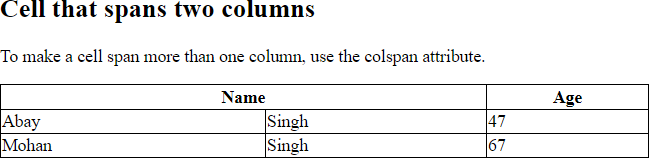 Cell that spans two columns
To make a cell span more than one column, use the colspan attribute.
Name Age
Abay Singh 47
Mohan Singh 67